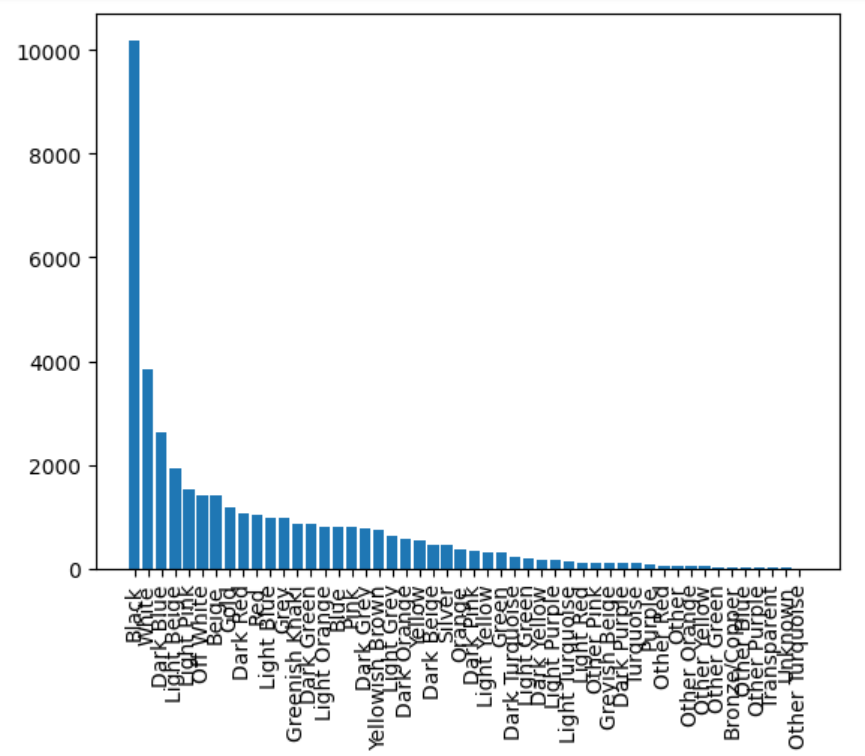 10000
8000
6000
4000
2000
0
Black
White
Dark Blue
Light Beige
Light Pink
Off White
Beige
Gold
Dark Red
Red
Light Blue
Grey
Greenish Khaki
Dark Green
Light Orange
Blue
Pink
Dark Grey
Yellowish Brown
Light Grey
Dark Orange
Yellow
Dark Beige
Silver
Orange
Dark Pink
Light Yellow
Green
Dark Turquoise
Light Green
Dark Yellow
Light Purple
Light Turquoise
Light Red
Other Pink
Greyish Beige
Dark Purple
Turquoise
Purple
Other Red
Other
Other Orange
Other Yellow
Other Green
Bronze/Copper
Other Blue
Other Purple
Transparent
Unknown
Other Turquoise